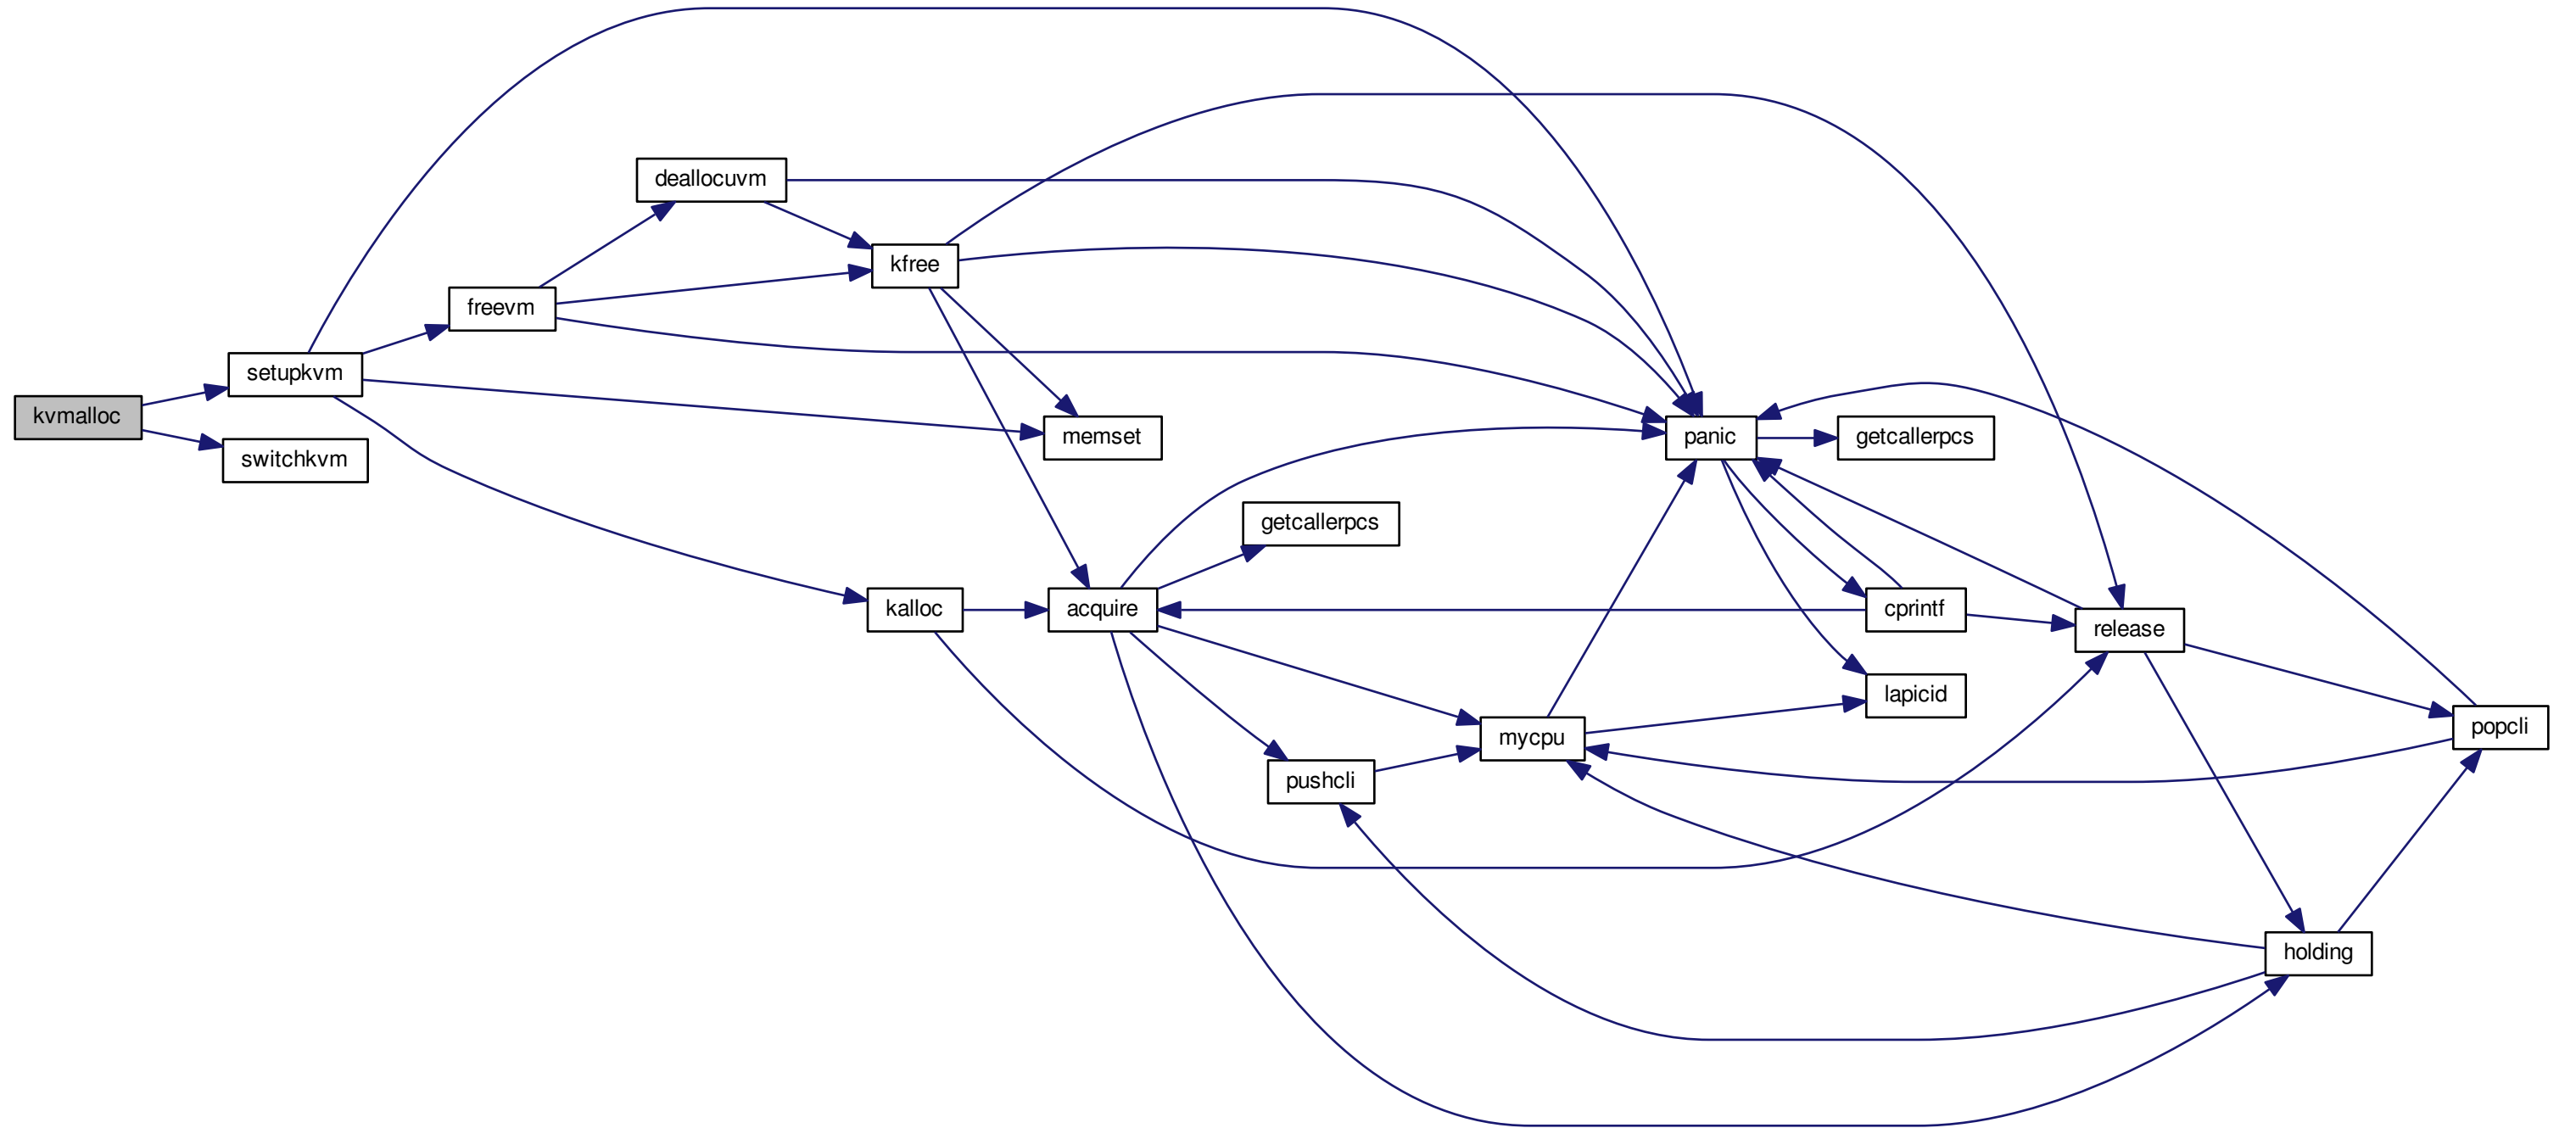 deallocuvm
kfree
freevm
setupkvm
kvmalloc
memset
panic
getcallerpcs
switchkvm
getcallerpcs
kalloc
acquire
cprintf
release
lapicid
mycpu
popcli
pushcli
holding